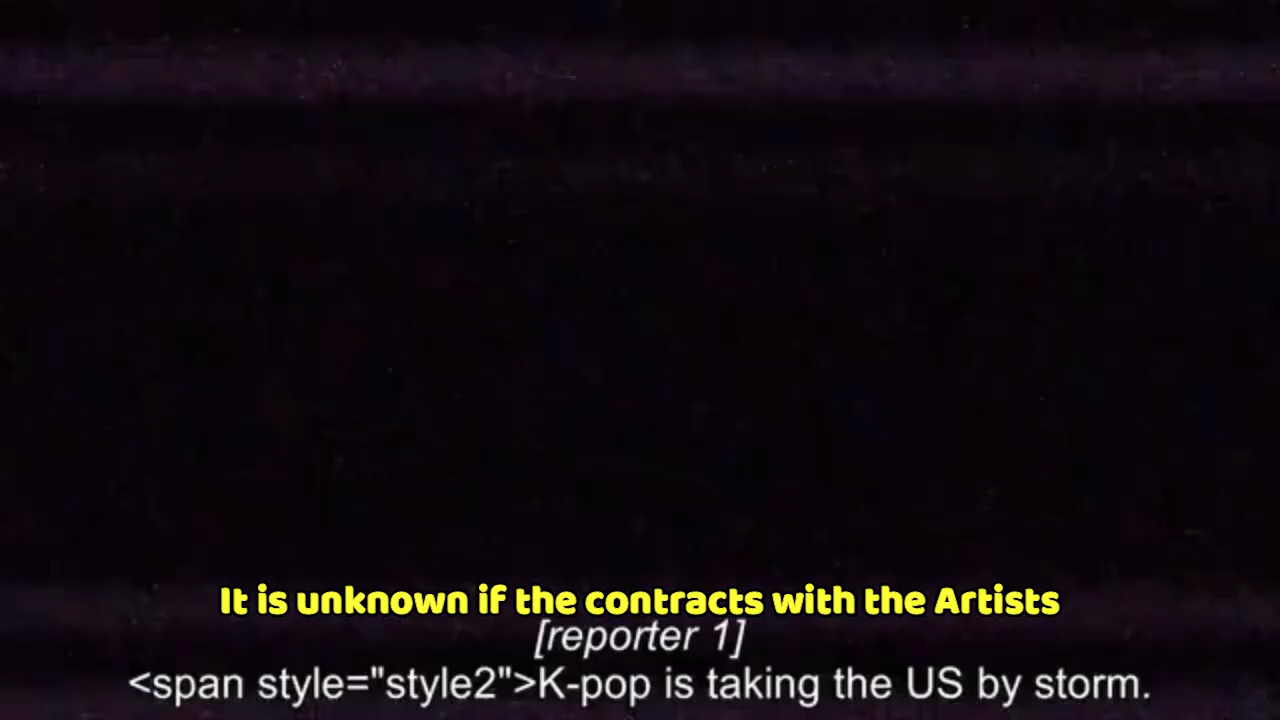 It is unknown if the contracts with the Artists
[reporter 1]
<span style="style2">K-pop is taking the US by storm.